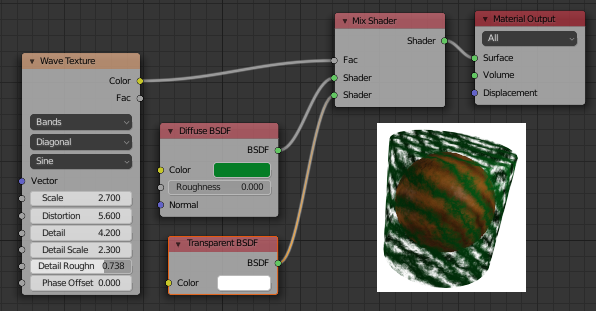 Wave Texture
Color
Fac
Bands
Diagonal
Sine
Vector
Scale 2.700
Distortion 5.600
Detail 4.200
Detail Scale 2.300
Detail Roughn 0.738
Phase Offset 0.000
Diffuse BSDF
BSDF
Color
Roughness 0.000
Normal
Transparent BSDF
BSDF
Color
Mix Shader
Shader
Fac
Shader
Shader
Material Output
All
Surface
Volume
Displacement